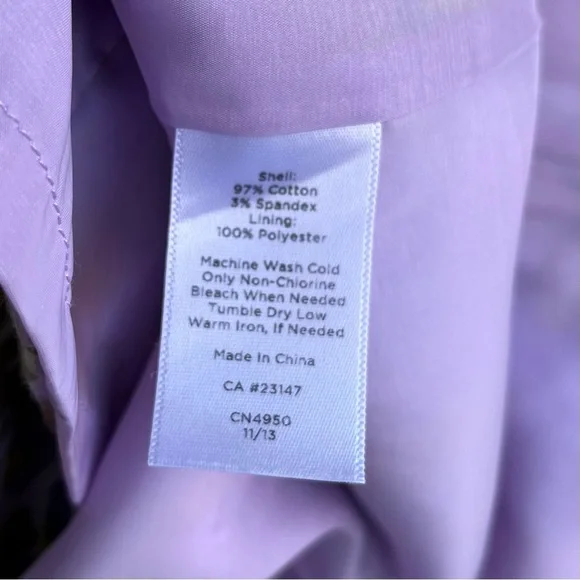 Shell:
97% Cotton
3% Spandex
Lining:
100% Polyester
Machine Wash Cold
Only Non-Chlorine
Bleach When Needed
Tumble Dry Low
Warm Iron, If Needed
Made In China
CA #23147
CN4950
11/13